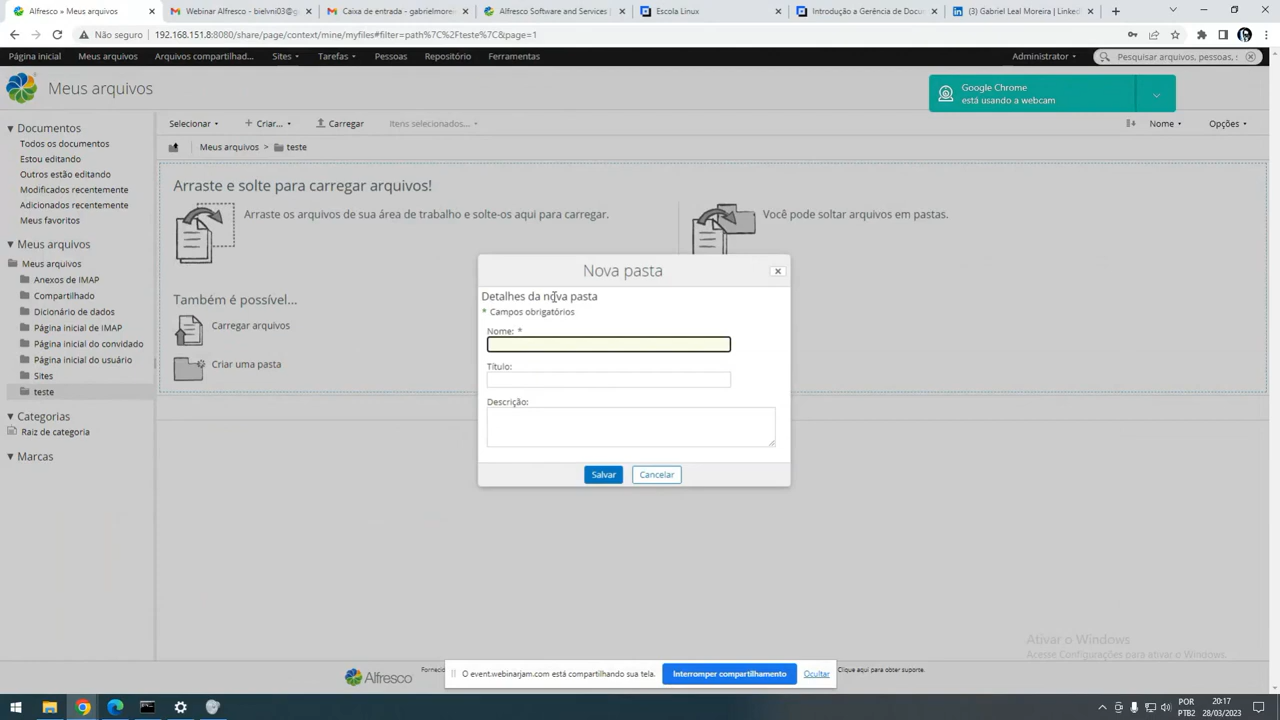 Alfresco » Meus arquivos
Webinar Alfresco - bielvni03@g
Caixa de entrada - gabrielmorei
Alfresco Software and Services |
Escola Linux
Introdução a Gerência de Docu
(3) Gabriel Leal Moreira | Linke
Não seguro
192.168.151.8:8080/share/page/context/mine/myfiles#filter=path%7C%2Fteste%7C&page=1
Página inicial
Meus arquivos
Arquivos compartilhad...
Sites
Tarefas
Pessoas
Repositório
Ferramentas
Administrator
Pesquisar arquivos, pessoas, s
Meus arquivos
Google Chrome
está usando a webcam
Documentos
Todos os documentos
Estou editando
Outros estão editando
Modificados recentemente
Adicionados recentemente
Meus favoritos
Meus arquivos
Meus arquivos
Anexos de IMAP
Compartilhado
Dicionário de dados
Página inicial de IMAP
Página inicial do convidado
Página inicial do usuário
Sites
teste
Categorias
Raiz de categoria
Marcas
Selecionar
Criar...
Carregar
Itens selecionados...
Nome
Opções
Meus arquivos > teste
Arraste e solte para carregar arquivos!
Arraste os arquivos de sua área de trabalho e solte-os aqui para carregar.
Você pode soltar arquivos em pastas.
Também é possível...
Carregar arquivos
Criar uma pasta
Nova pasta
Detalhes da nova pasta
* Campos obrigatórios
Nome: *
Título:
Descrição:
Salvar
Cancelar
Ativar o Windows
Acesse Configurações para ativar o Windows.
Alfresco
Clique aqui para obter suporte.
O event.webinarjam.com está compartilhando sua tela.
Interromper compartilhamento
Ocultar
POR
PTB2
20:17
28/03/2023